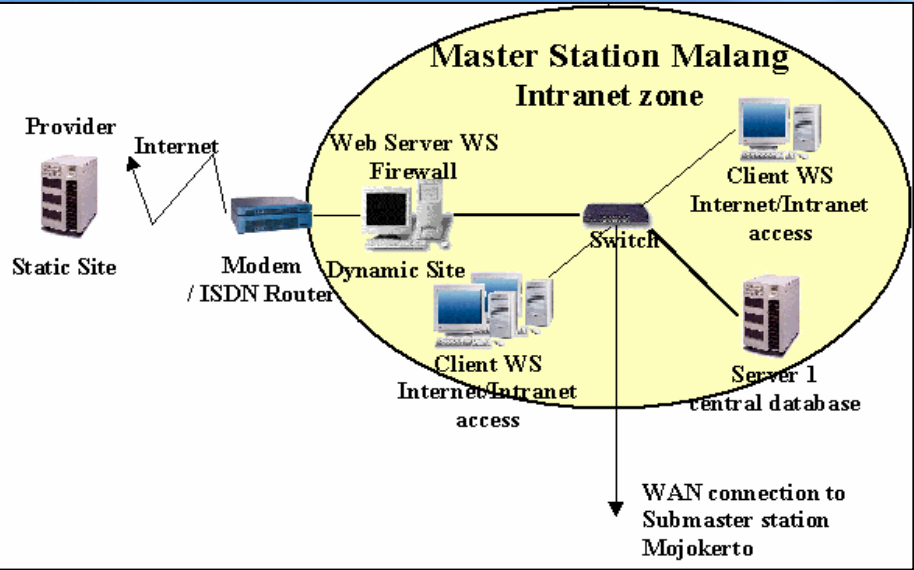 Master Station Malang
Intranet zone
Provider
Internet
Static Site
Modem
/ ISDN Router
Web Server WS
Firewall
Dynamic Site
Switch
Client WS
Internet/Intranet
access
Client WS
Internet/Intranet
access
Server 1
central database
WAN connection to
Submaster station
Mojokerto